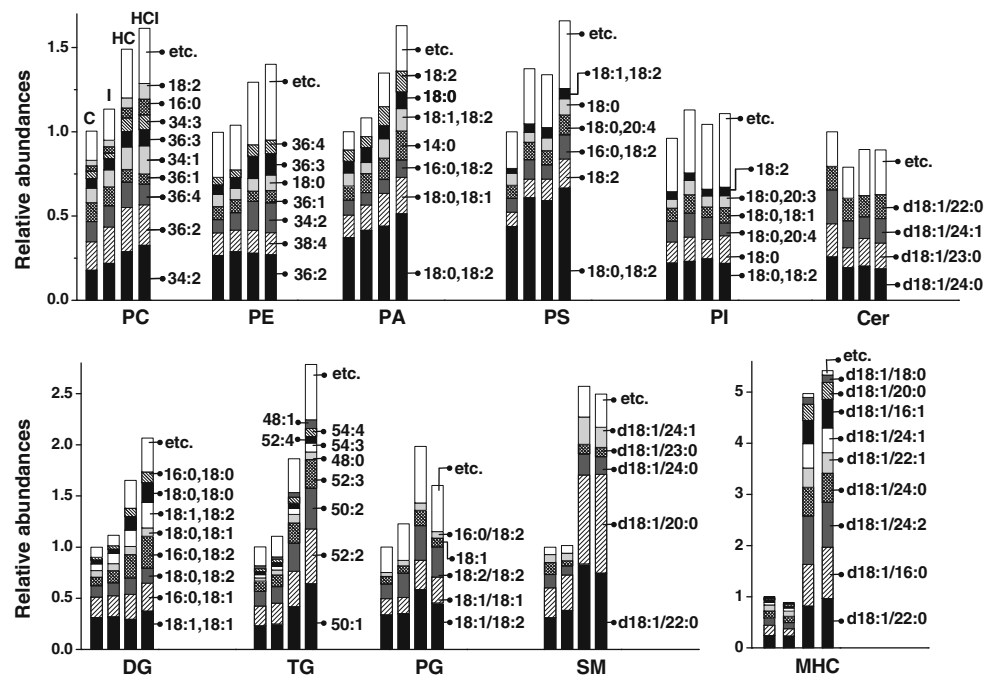 Relative abundances
1.5
1.0
0.5
0.0
C
I
HC
HCI
etc.
18:2
16:0
34:3
36:3
34:1
36:1
36:4
36:2
34:2
PC
etc.
36:4
36:3
18:0
36:1
34:2
38:4
36:2
PE
etc.
18:2
18:0
18:1,18:2
14:0
16:0,18:2
18:0,18:1
18:0,18:2
PA
etc.
18:1,18:2
18:0
18:0,20:4
16:0,18:2
18:2
18:0,18:2
PS
etc.
18:2
18:0,20:3
18:0,18:1
18:0,20:4
18:0
18:0,18:2
PI
etc.
d18:1/22:0
d18:1/24:1
d18:1/23:0
d18:1/24:0
Cer
Relative abundances
2.5
2.0
1.5
1.0
0.5
0.0
etc.
16:0,18:0
18:0,18:0
18:1,18:2
18:0,18:1
16:0,18:2
18:0,18:2
16:0,18:1
18:1,18:1
DG
etc.
48:1
54:4
52:4
54:3
48:0
52:3
50:2
52:2
50:1
TG
etc.
16:0/18:2
18:1
18:2/18:2
18:1/18:1
18:1/18:2
PG
etc.
d18:1/24:1
d18:1/23:0
d18:1/24:0
d18:1/20:0
d18:1/22:0
SM
5
4
3
2
1
0
etc.
d18:1/18:0
d18:1/20:0
d18:1/16:1
d18:1/24:1
d18:1/22:1
d18:1/24:0
d18:1/24:2
d18:1/16:0
d18:1/22:0
MHC